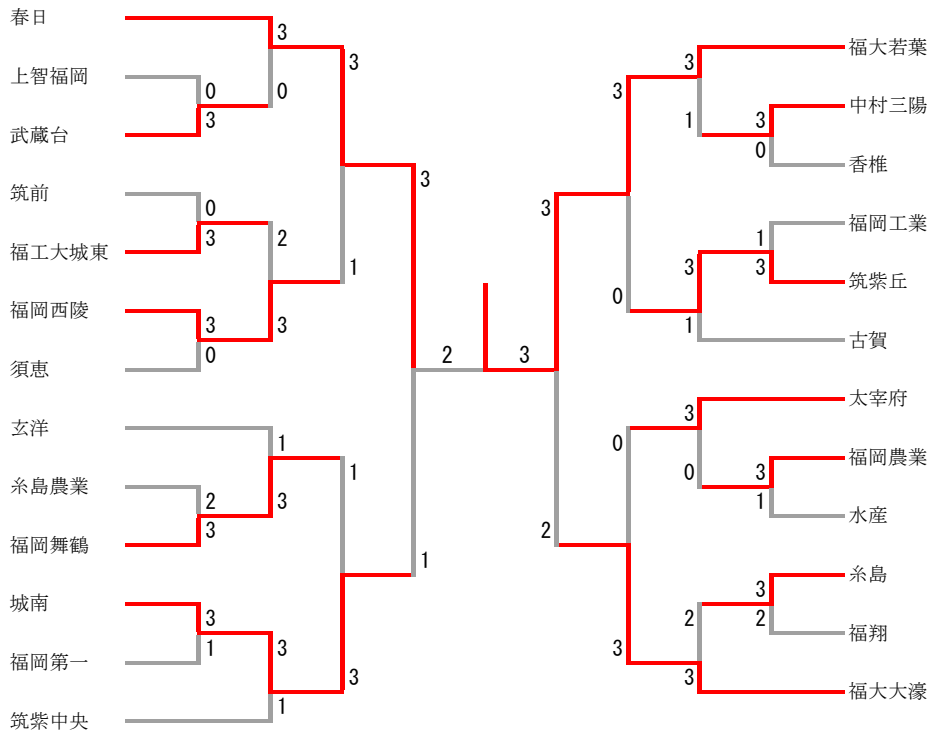 春日
上智福岡
武蔵台
筑前
福工大城東
福岡西陵
須恵
玄洋
糸島農業
福岡舞鶴
城南
福岡第一
筑紫中央
0
3
0
3
3
0
2
3
3
1
3
0
2
3
1
3
3
1
3
1
1
3
3
1
2
3
3
2
3
0
0
3
3
1
3
1
3
0
2
3
3
0
1
3
3
1
3
2
福大若葉
中村三陽
香椎
福岡工業
筑紫丘
古賀
太宰府
福岡農業
水産
糸島
福翔
福大大濠